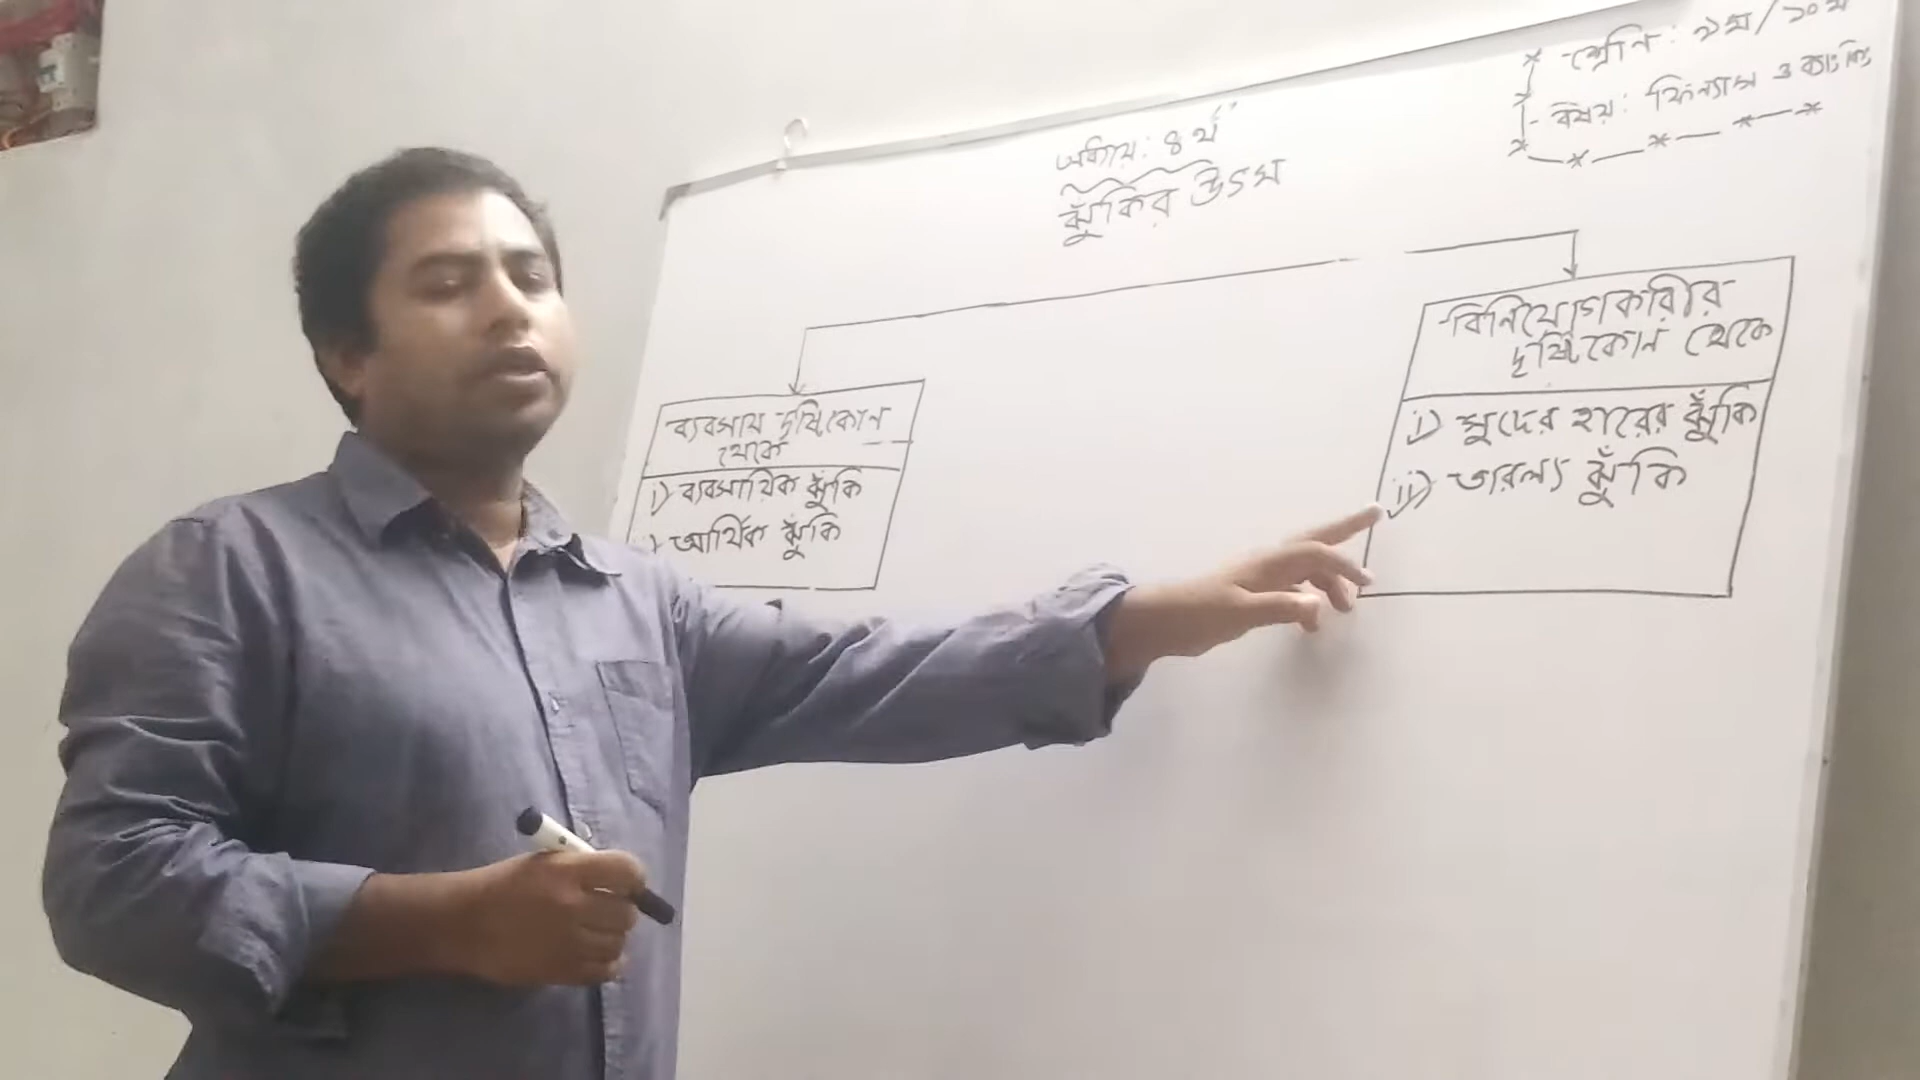 শ্রেণি: ৯ম/১০ম
বিষয়: ফিন্যান্স ও ব্যাংকিং
অধ্যায়: ৪র্থ
ঝুঁকির উৎস
ব্যবসায় দৃষ্টিকোন
থেকে
i) ব্যবসায়িক ঝুঁকি
আর্থিক ঝুঁকি
বিনিয়োগকারীর
দৃষ্টিকোন থেকে
i) সুদের হারের ঝুঁকি
ii) তারল্য ঝুঁকি